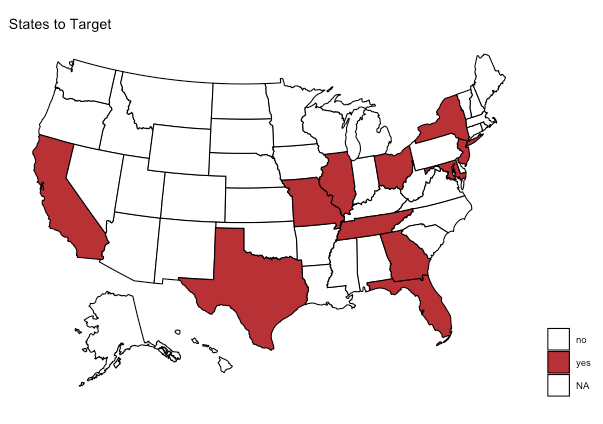 States to Target
no
yes
NA